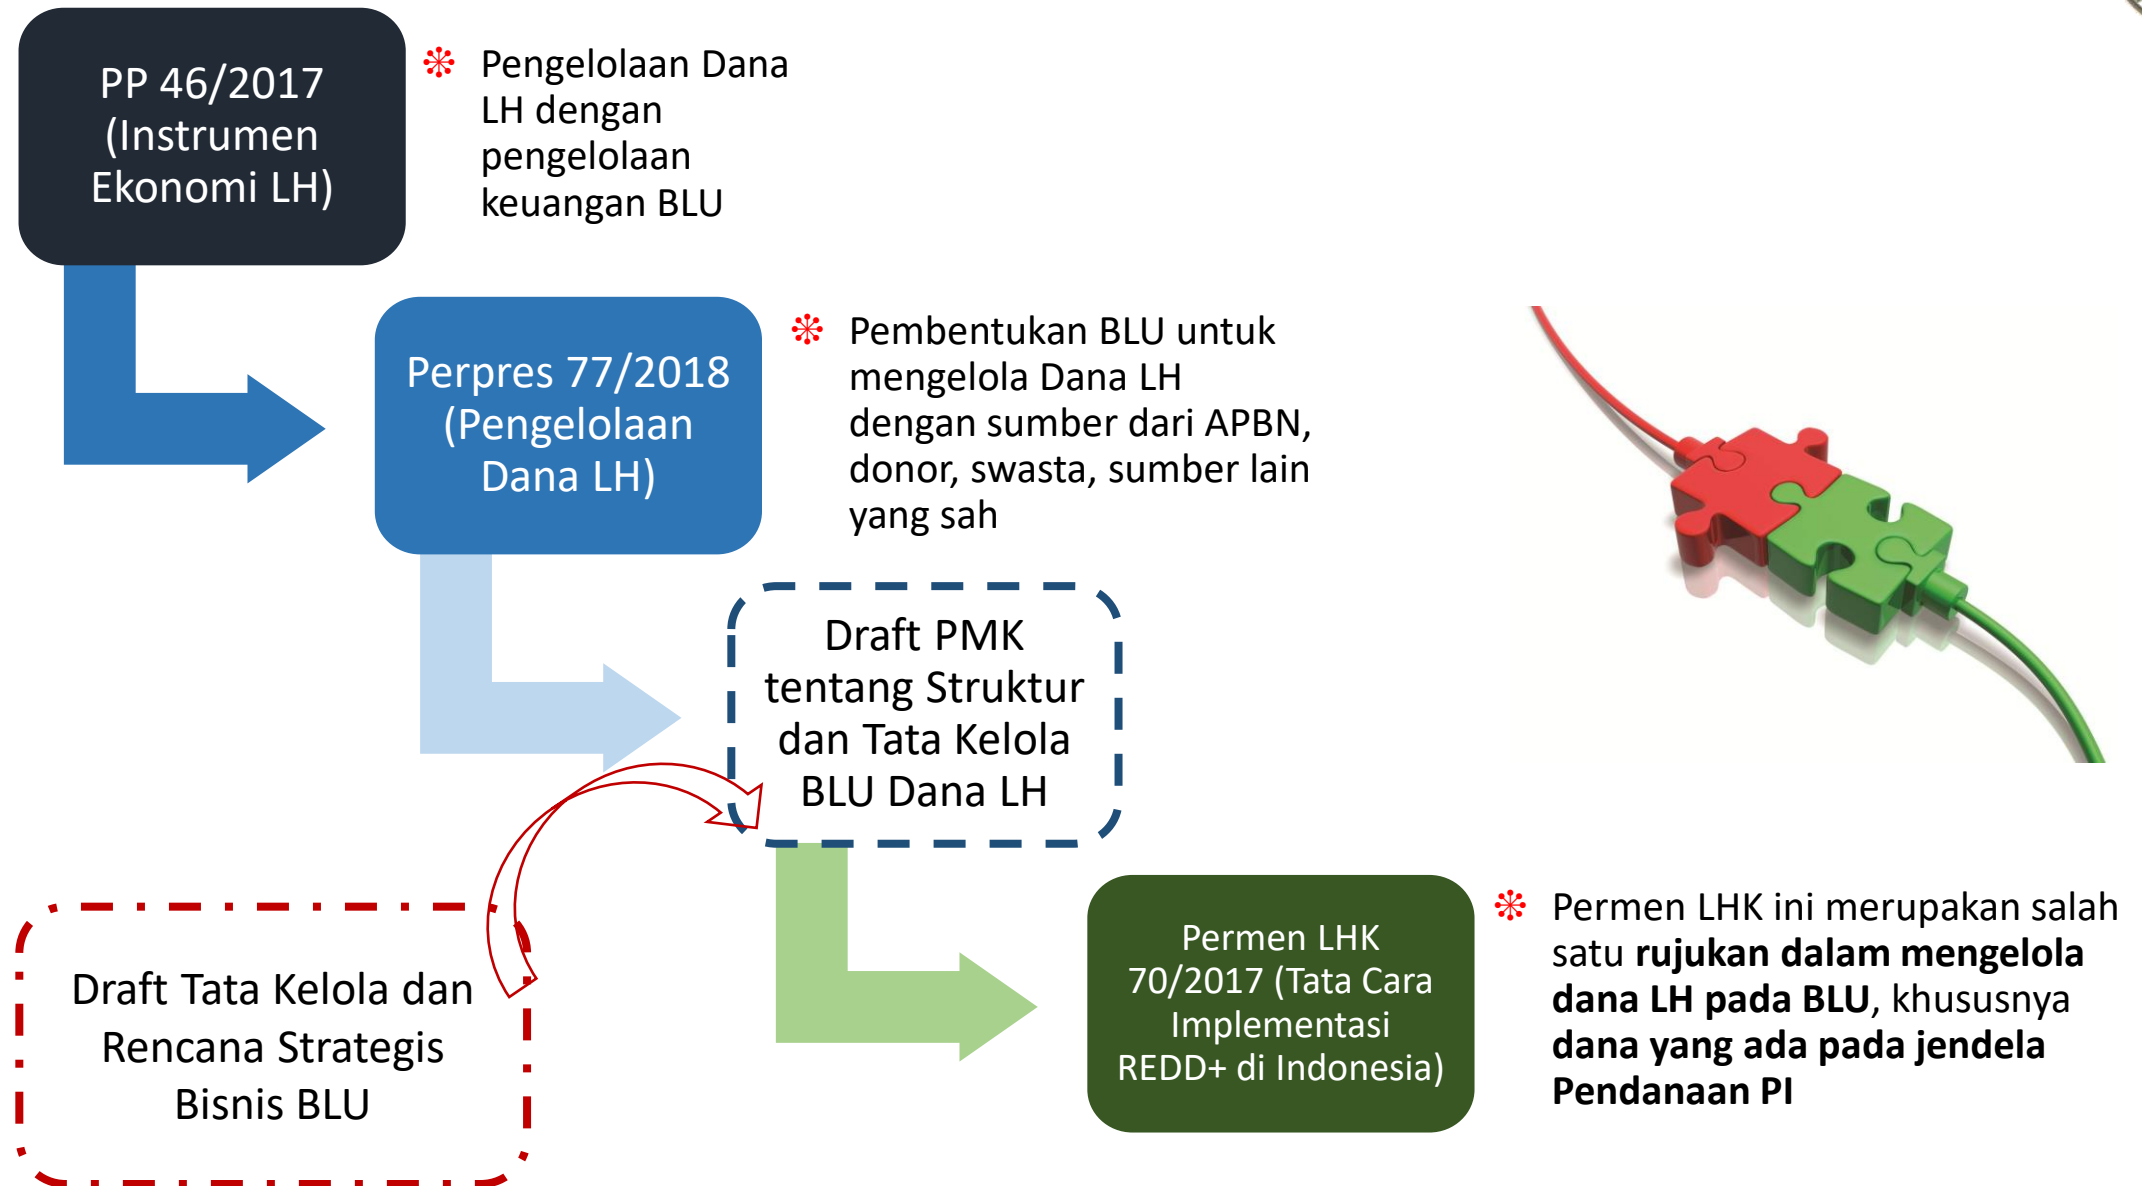 PP 46/2017
(Instrumen
Ekonomi LH)
Pengelolaan Dana
LH dengan
pengelolaan
keuangan BLU
Perpres 77/2018
(Pengelolaan
Dana LH)
Pembentukan BLU untuk
mengelola Dana LH
dengan sumber dari APBN,
donor, swasta, sumber lain
yang sah
Draft PMK
tentang Struktur
dan Tata Kelola
BLU Dana LH
Draft Tata Kelola dan
Rencana Strategis
Bisnis BLU
Permen LHK
70/2017 (Tata Cara
Implementasi
REDD+ di Indonesia)
Permen LHK ini merupakan salah
satu rujukan dalam mengelola
dana LH pada BLU, khususnya
dana yang ada pada jendela
Pendanaan PI